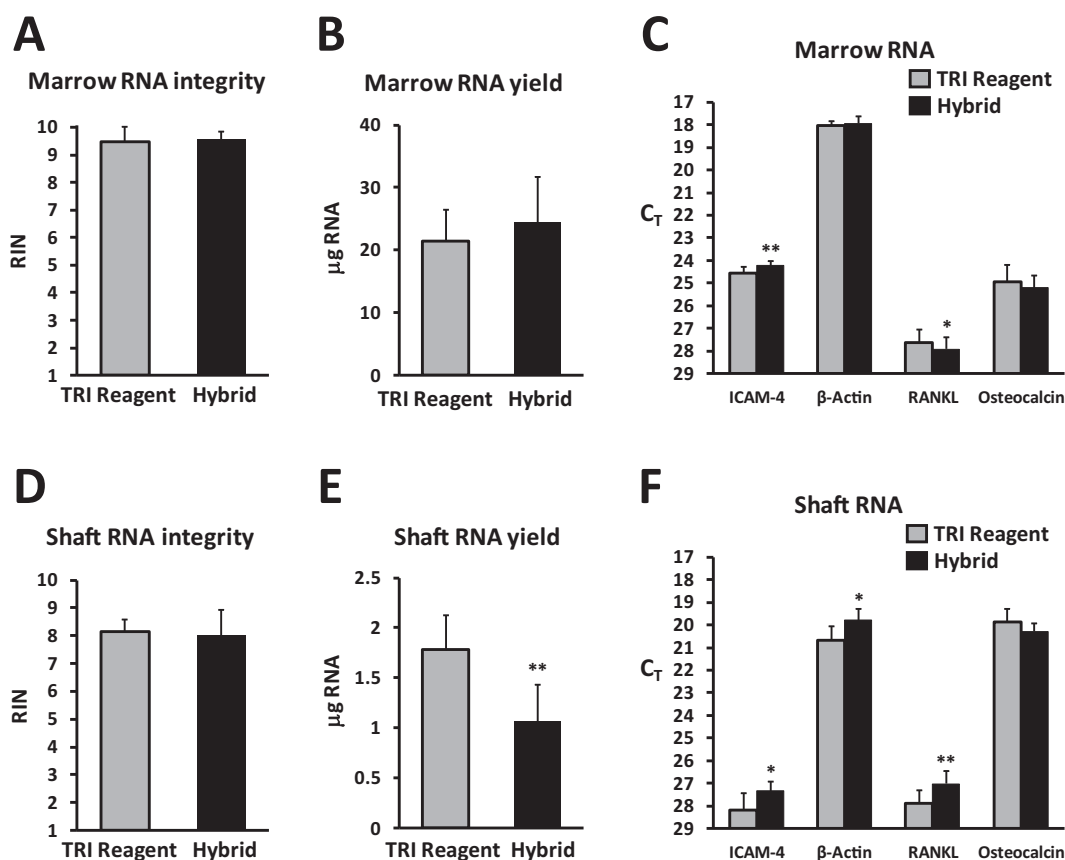 A
Marrow RNA integrity
10
9
8
7
6
5
4
3
2
1
RIN
TRI Reagent Hybrid
B
Marrow RNA yield
40
30
20
10
0
μg RNA
TRI Reagent Hybrid
C
Marrow RNA
TRI Reagent
Hybrid
17
18
19
20
21
22
23
24
25
26
27
28
29
CT
**
*
ICAM-4 β-Actin RANKL Osteocalcin
D
Shaft RNA integrity
10
9
8
7
6
5
4
3
2
1
RIN
TRI Reagent Hybrid
E
Shaft RNA yield
2.5
2
1.5
1
0.5
0
μg RNA
**
TRI Reagent Hybrid
F
Shaft RNA
TRI Reagent
Hybrid
17
18
19
20
21
22
23
24
25
26
27
28
29
CT
*
*
**
ICAM-4 β-Actin RANKL Osteocalcin